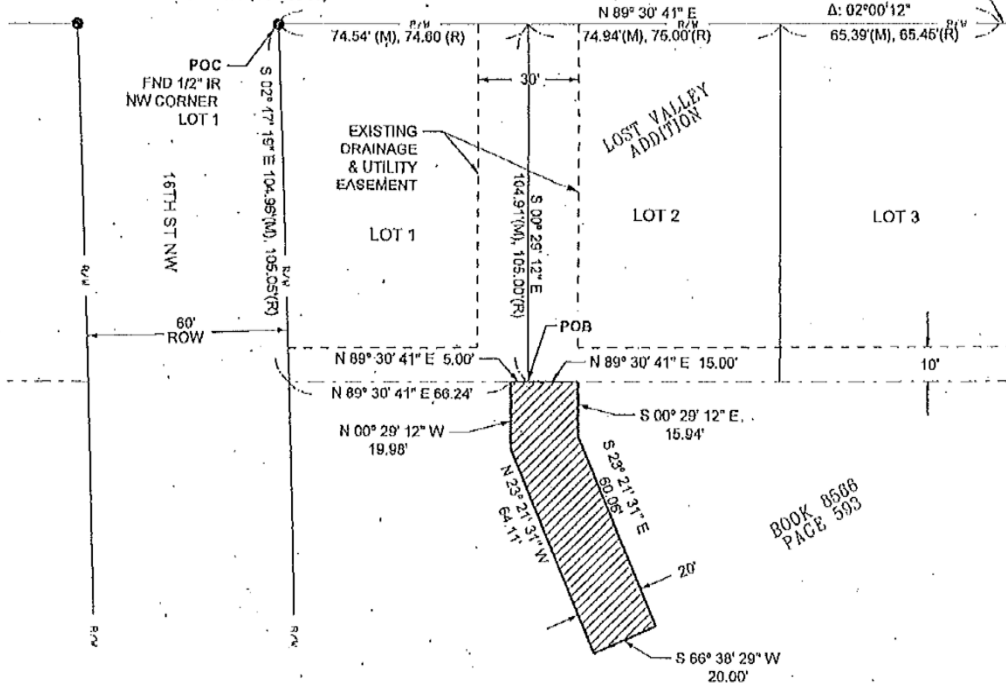 N 89° 30' 41" E
Δ: 02°00'12"
R/W
R/W
R/W
74.54' (M), 74.60 (R)
74.94'(M), 75.00'(R)
65.39'(M), 65.45'(R)
POC
FND 1/2" IR
NW CORNER
LOT 1
S 02° 17' 19" E 104.96'(M), 105.05'(R)
30'
EXISTING
DRAINAGE
& UTILITY
EASEMENT
LOST VALLEY
ADDITION
16TH ST NW
LOT 1
S 00° 29' 12" E
104.91'(M), 105.00'(R)
LOT 2
LOT 3
R/W
R/W
60'
ROW
POB
N 89° 30' 41" E 5.00'
N 89° 30' 41" E 15.00'
10'
N 89° 30' 41" E 66.24'
N 00° 29' 12" W
19.98'
S 00° 29' 12" E,
15.94'
N 23° 21' 31" W
64.11'
S 23° 21' 31" E
60.06'
BOOK 8566
PAGE 593
20'
R/W
R/W
S 66° 38' 29" W
20.00'